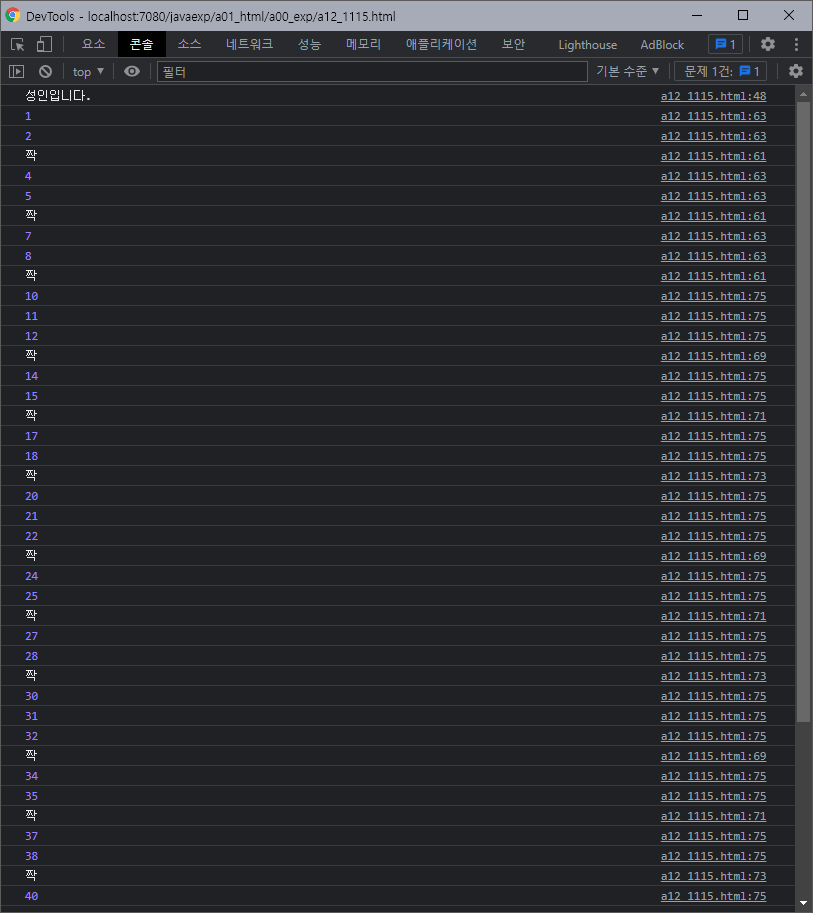 DevTools - localhost:7080/javaexp/a01_html/a00_exp/a12_1115.html
요소 콘솔 소스 네트워크 성능 메모리 애플리케이션 보안 Lighthouse AdBlock 1
top 필터 기본 수준 문제 1건: 1
성인입니다. a12_1115.html:48
1 a12_1115.html:63
2 a12_1115.html:63
짝 a12_1115.html:61
4 a12_1115.html:63
5 a12_1115.html:63
짝 a12_1115.html:61
7 a12_1115.html:63
8 a12_1115.html:63
짝 a12_1115.html:61
10 a12_1115.html:75
11 a12_1115.html:75
12 a12_1115.html:75
짝 a12_1115.html:69
14 a12_1115.html:75
15 a12_1115.html:75
짝 a12_1115.html:71
17 a12_1115.html:75
18 a12_1115.html:75
짝 a12_1115.html:73
20 a12_1115.html:75
21 a12_1115.html:75
22 a12_1115.html:75
짝 a12_1115.html:69
24 a12_1115.html:75
25 a12_1115.html:75
짝 a12_1115.html:71
27 a12_1115.html:75
28 a12_1115.html:75
짝 a12_1115.html:73
30 a12_1115.html:75
31 a12_1115.html:75
32 a12_1115.html:75
짝 a12_1115.html:69
34 a12_1115.html:75
35 a12_1115.html:75
짝 a12_1115.html:71
37 a12_1115.html:75
38 a12_1115.html:75
짝 a12_1115.html:73
40 a12_1115.html:75